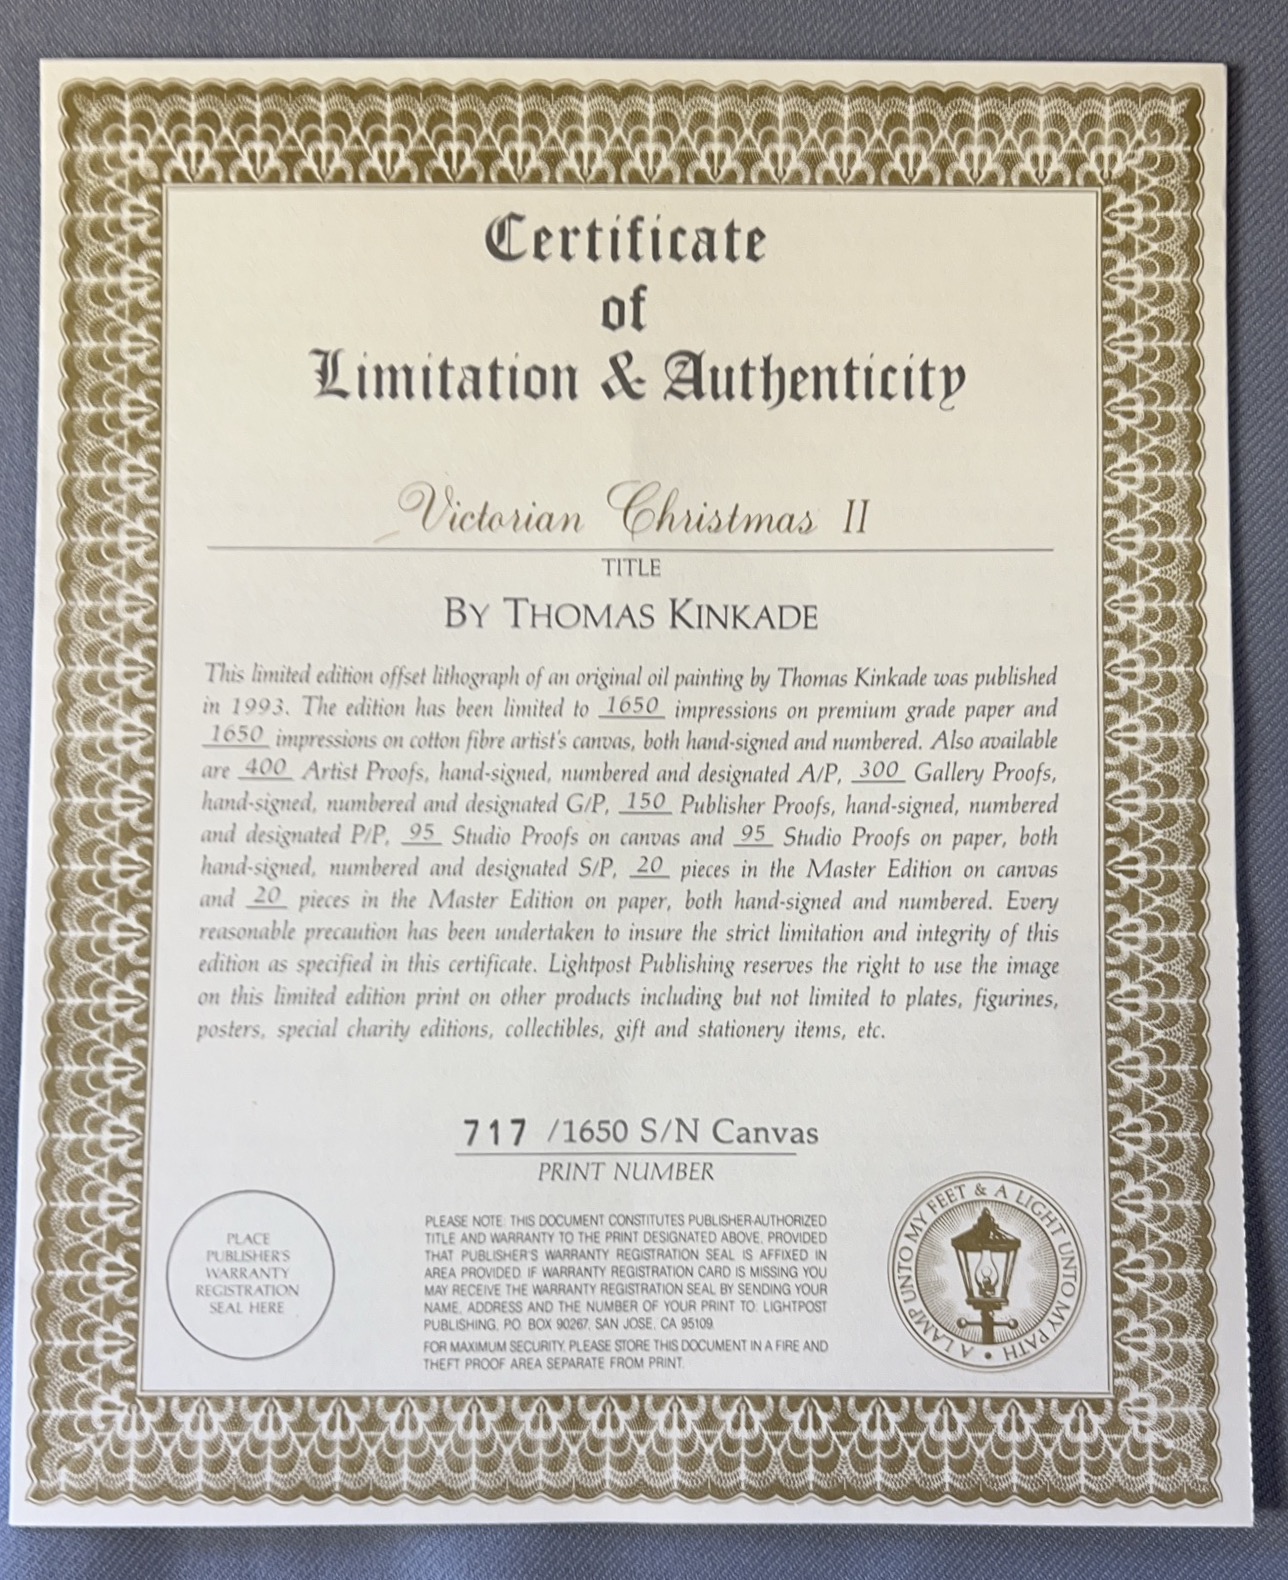 Certificate
of
Limitation & Authenticity
Victorian Christmas II
TITLE
BY THOMAS KINKADE
This limited edition offset lithograph of an original oil painting by Thomas Kinkade was published
in 1993. The edition has been limited to 1650 impressions on premium grade paper and
1650 impressions on cotton fibre artist's canvas, both hand-signed and numbered. Also available
are 400 Artist Proofs, hand-signed, numbered and designated A/P, 300 Gallery Proofs,
hand-signed, numbered and designated G/P, 150 Publisher Proofs, hand-signed, numbered
and designated P/P, 95 Studio Proofs on canvas and 95 Studio Proofs on paper, both
hand-signed, numbered and designated S/P, 20 pieces in the Master Edition on canvas
and 20 pieces in the Master Edition on paper, both hand-signed and numbered. Every
reasonable precaution has been undertaken to insure the strict limitation and integrity of this
edition as specified in this certificate. Lightpost Publishing reserves the right to use the image
on this limited edition print on other products including but not limited to plates, figurines,
posters, special charity editions, collectibles, gift and stationery items, etc.
717 /1650 S/N Canvas
PRINT NUMBER
PLACE
PUBLISHER'S
WARRANTY
REGISTRATION
SEAL HERE
PLEASE NOTE: THIS DOCUMENT CONSTITUTES PUBLISHER-AUTHORIZED
TITLE AND WARRANTY TO THE PRINT DESIGNATED ABOVE, PROVIDED
THAT PUBLISHER'S WARRANTY REGISTRATION SEAL IS AFFIXED IN
AREA PROVIDED. IF WARRANTY REGISTRATION CARD IS MISSING YOU
MAY RECEIVE THE WARRANTY REGISTRATION SEAL BY SENDING YOUR
NAME, ADDRESS AND THE NUMBER OF YOUR PRINT TO: LIGHTPOST
PUBLISHING, P.O. BOX 90267, SAN JOSE, CA 95109.
FOR MAXIMUM SECURITY, PLEASE STORE THIS DOCUMENT IN A FIRE AND
THEFT PROOF AREA SEPARATE FROM PRINT.
A LAMP UNTO MY FEET & A LIGHT UNTO MY PATH •